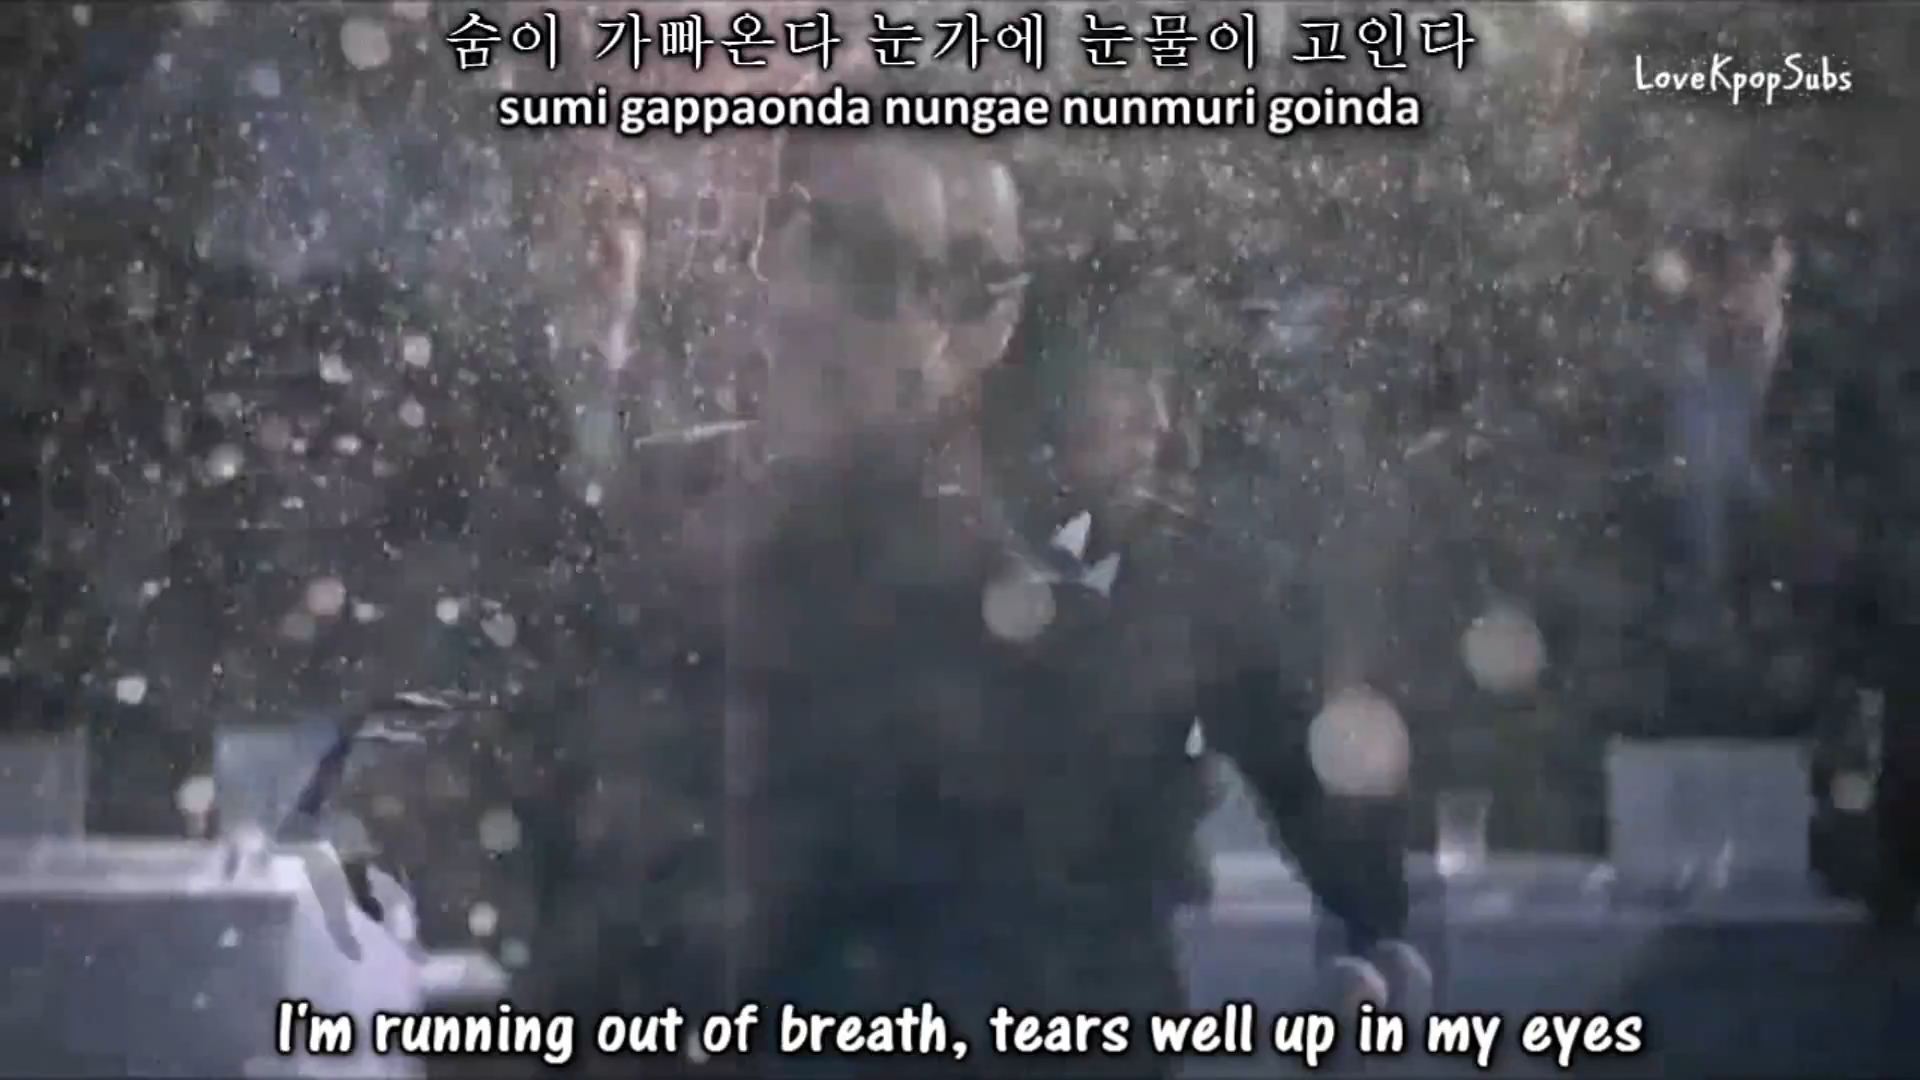 숨이 가빠온다 눈가에 눈물이 고인다
LoveKpopSubs
sumi gappaonda nungae nunmuri goinda
I'm running out of breath, tears well up in my eyes